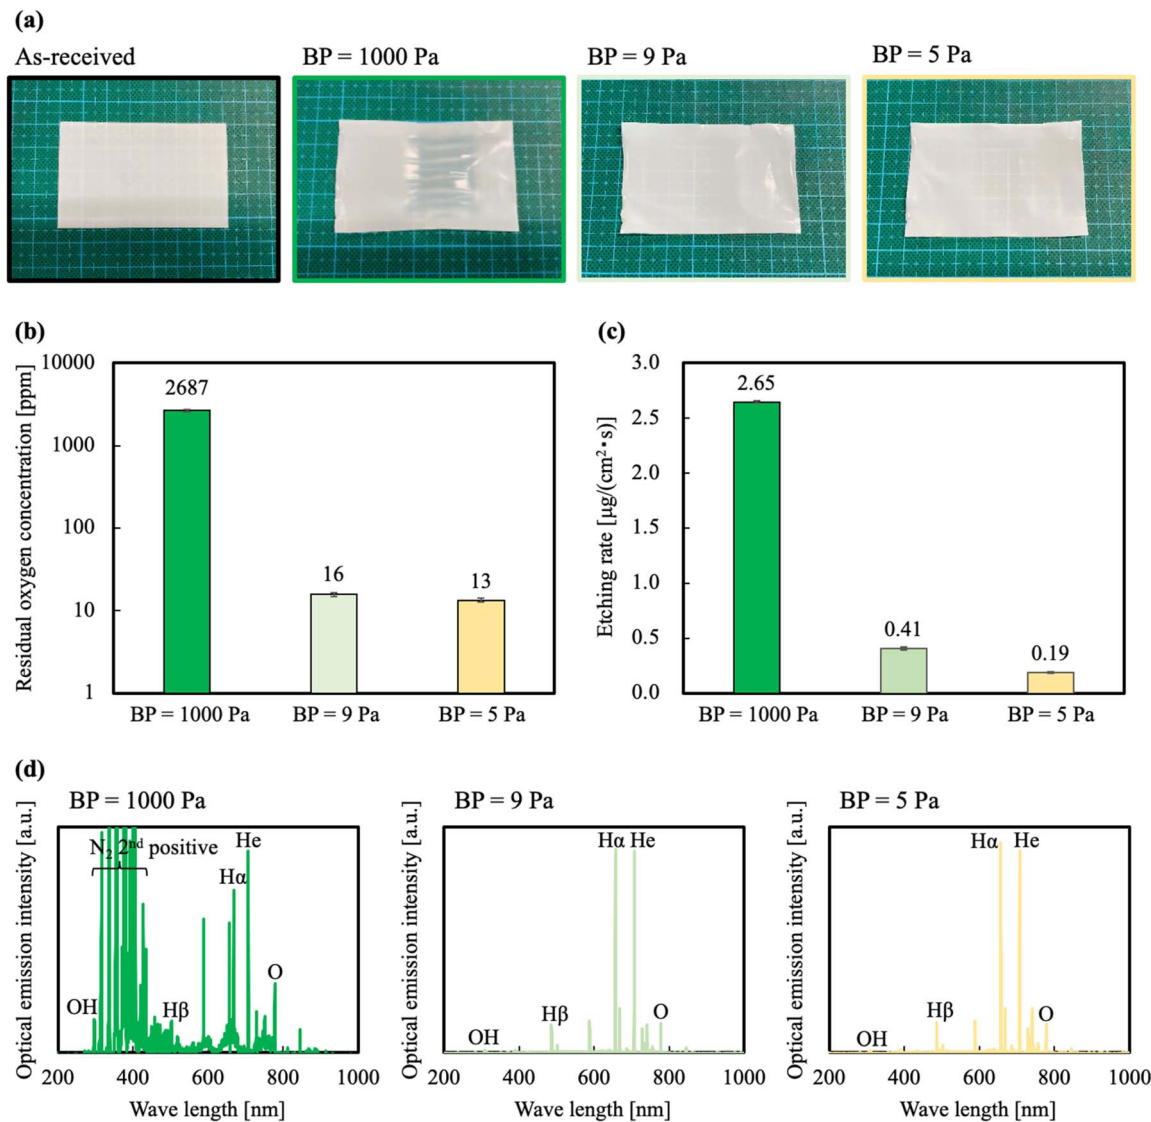 (a)
As-received
BP = 1000 Pa
BP = 9 Pa
BP = 5 Pa
(b)
Residual oxygen concentration [ppm]
10000
1000
100
10
1
2687
16
13
BP = 1000 Pa
BP = 9 Pa
BP = 5 Pa
(c)
Etching rate [μg/(cm²・s)]
3.0
2.5
2.0
1.5
1.0
0.5
0.0
2.65
0.41
0.19
BP = 1000 Pa
BP = 9 Pa
BP = 5 Pa
(d)
BP = 1000 Pa
Optical emission intensity [a.u.]
N₂ 2ⁿᵈ positive
He
Hα
O
OH
Hβ
200 400 600 800 1000
Wave length [nm]
BP = 9 Pa
Optical emission intensity [a.u.]
Hα He
Hβ
O
OH
200 400 600 800 1000
Wave length [nm]
BP = 5 Pa
Optical emission intensity [a.u.]
Hα He
Hβ
O
OH
200 400 600 800 1000
Wave length [nm]